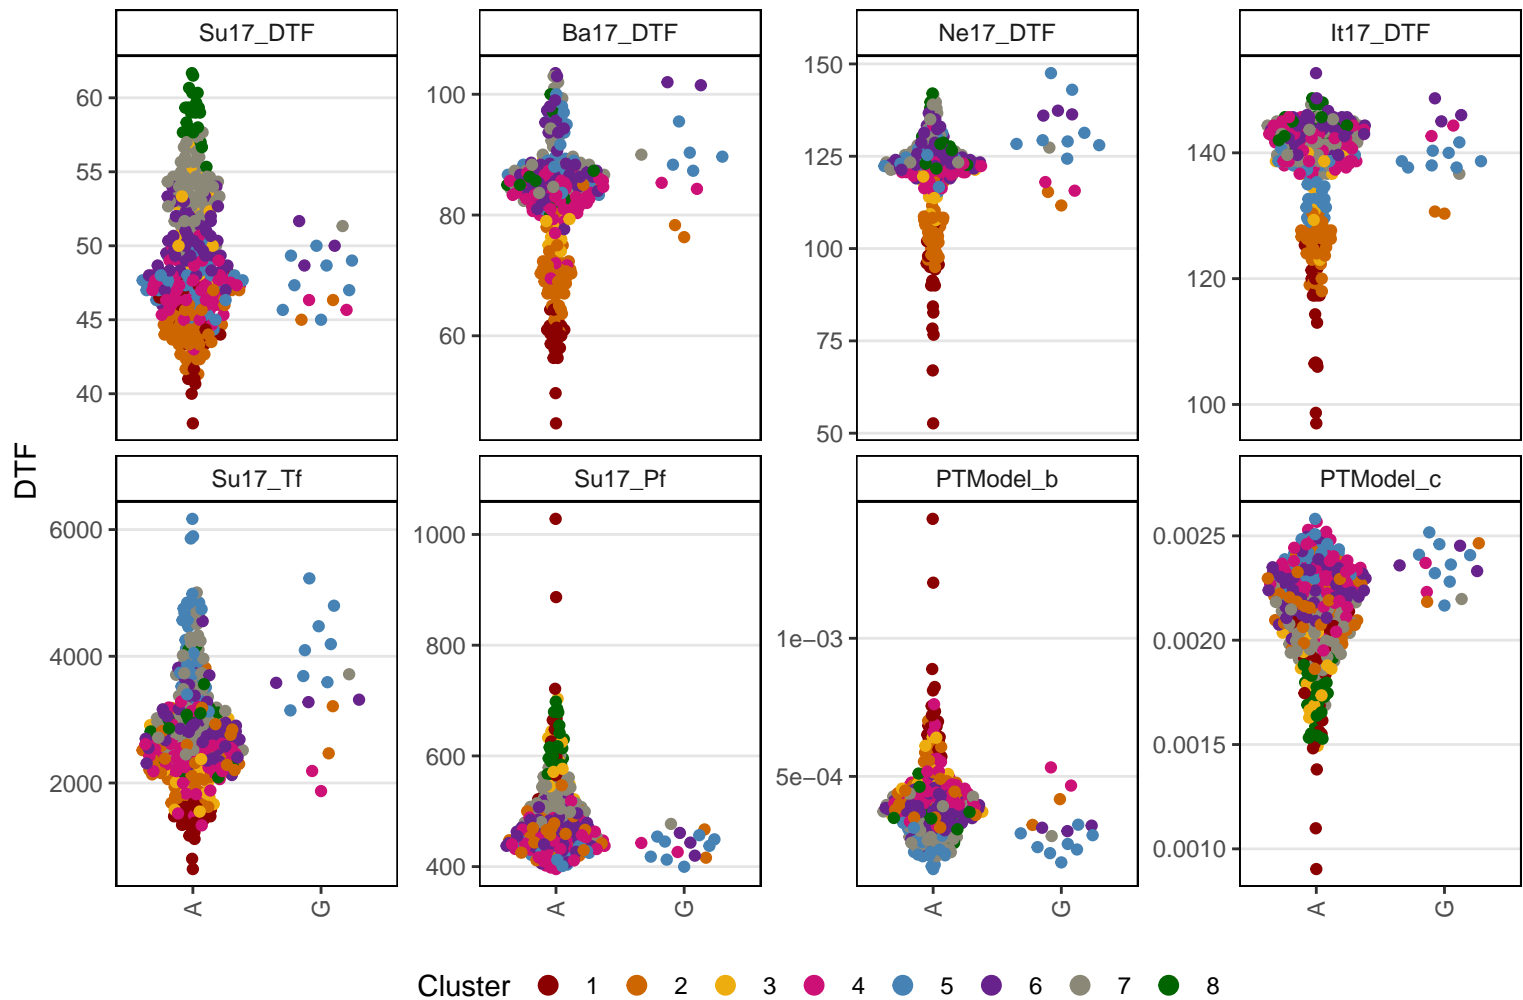 Su17_DTF
Ba17_DTF
Ne17_DTF
It17_DTF
60
55
50
45
40
100
80
60
150
125
100
75
50
140
120
100
DTF
Su17_Tf
Su17_Pf
PTModel_b
PTModel_c
6000
4000
2000
1000
800
600
400
1e−03
5e−04
0.0025
0.0020
0.0015
0.0010
A
G
A
G
A
G
A
G
Cluster 1 2 3 4 5 6 7 8